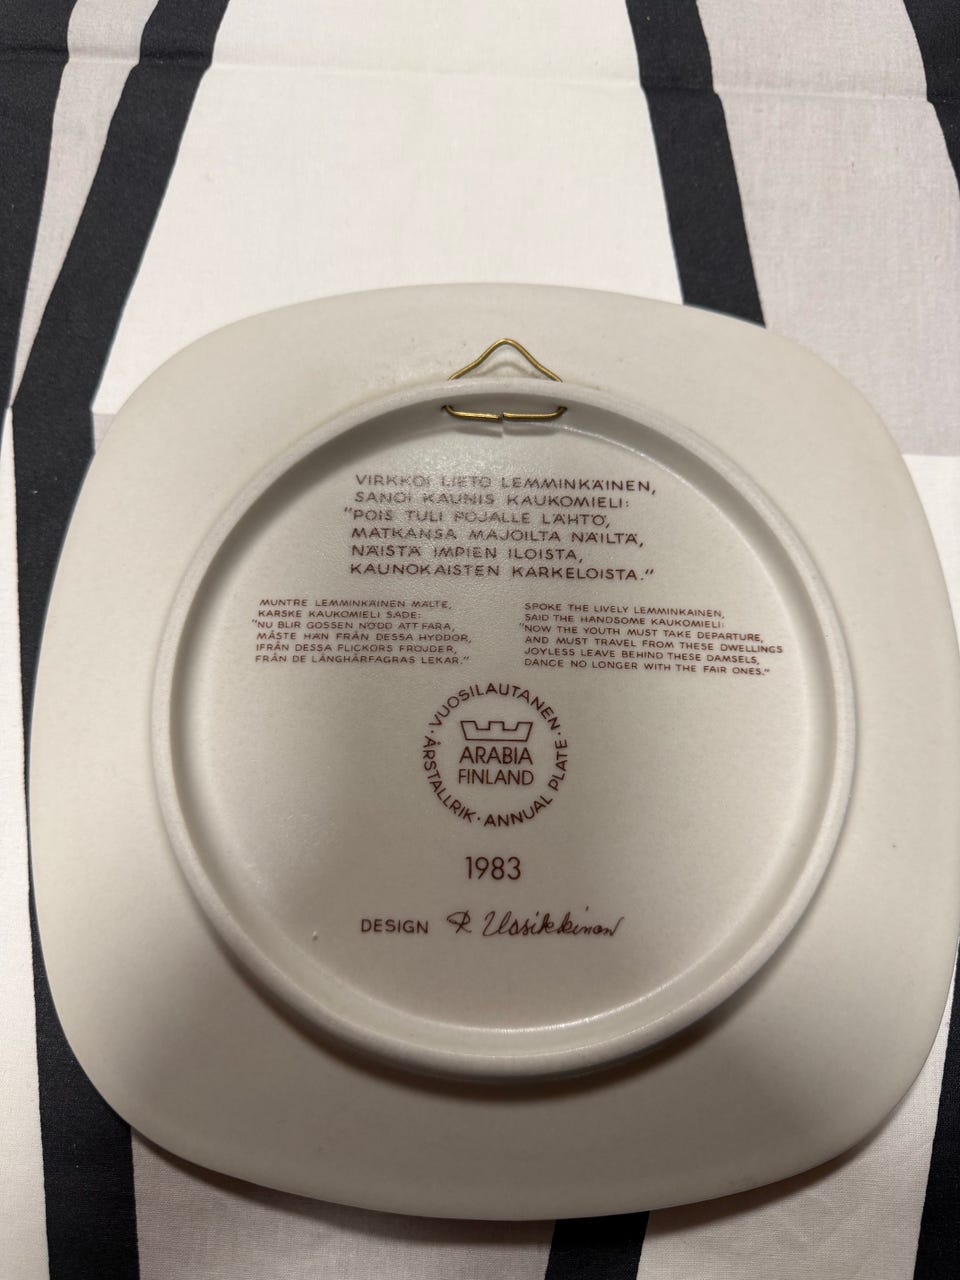 VIRKKOI LIETO LEMMINKÄINEN,
SANOI KAUNIS KAUKOMIELI:
"POIS TULI POJALLE LÄHTÖ,
MATKANSA MAJOILTA NÄILTÄ,
NÄISTÄ IMPIEN ILOISTA,
KAUNOKAISTEN KARKELOISTA."
MUNTRE LEMMINKÄINEN MÄLTE,
KARSKE KAUKOMIELI SADE:
"NU BLIR GOSSEN NÖDD ATT FARA,
MÅSTE HAN FRÅN DESSA HYDDOR,
IFRÅN DESSA FLICKORS FRÖJDER,
FRÅN DE LÅNGHÅRFAGRAS LEKAR."
SPOKE THE LIVELY LEMMINKAINEN,
SAID THE HANDSOME KAUKOMIELI:
"NOW THE YOUTH MUST TAKE DEPARTURE,
AND MUST TRAVEL FROM THESE DWELLINGS
JOYLESS LEAVE BEHIND THESE DAMSELS,
DANCE NO LONGER WITH THE FAIR ONES."
· VUOSILAUTANEN · ANNUAL PLATE · ÅRSTALLRIK
ARABIA
FINLAND
1983
DESIGN R Uosikkinen